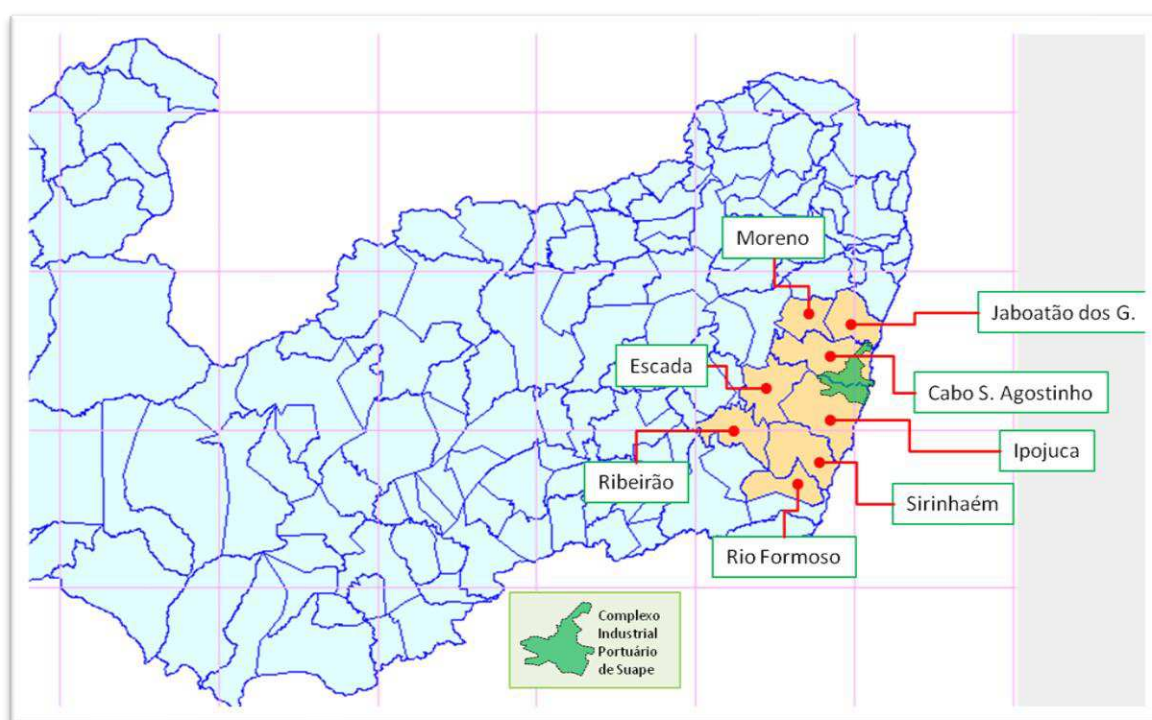 Moreno
Jaboatão dos G.
Escada
Cabo S. Agostinho
Ipojuca
Ribeirão
Sirinhaém
Rio Formoso
Complexo
Industrial
Portuário
de Suape